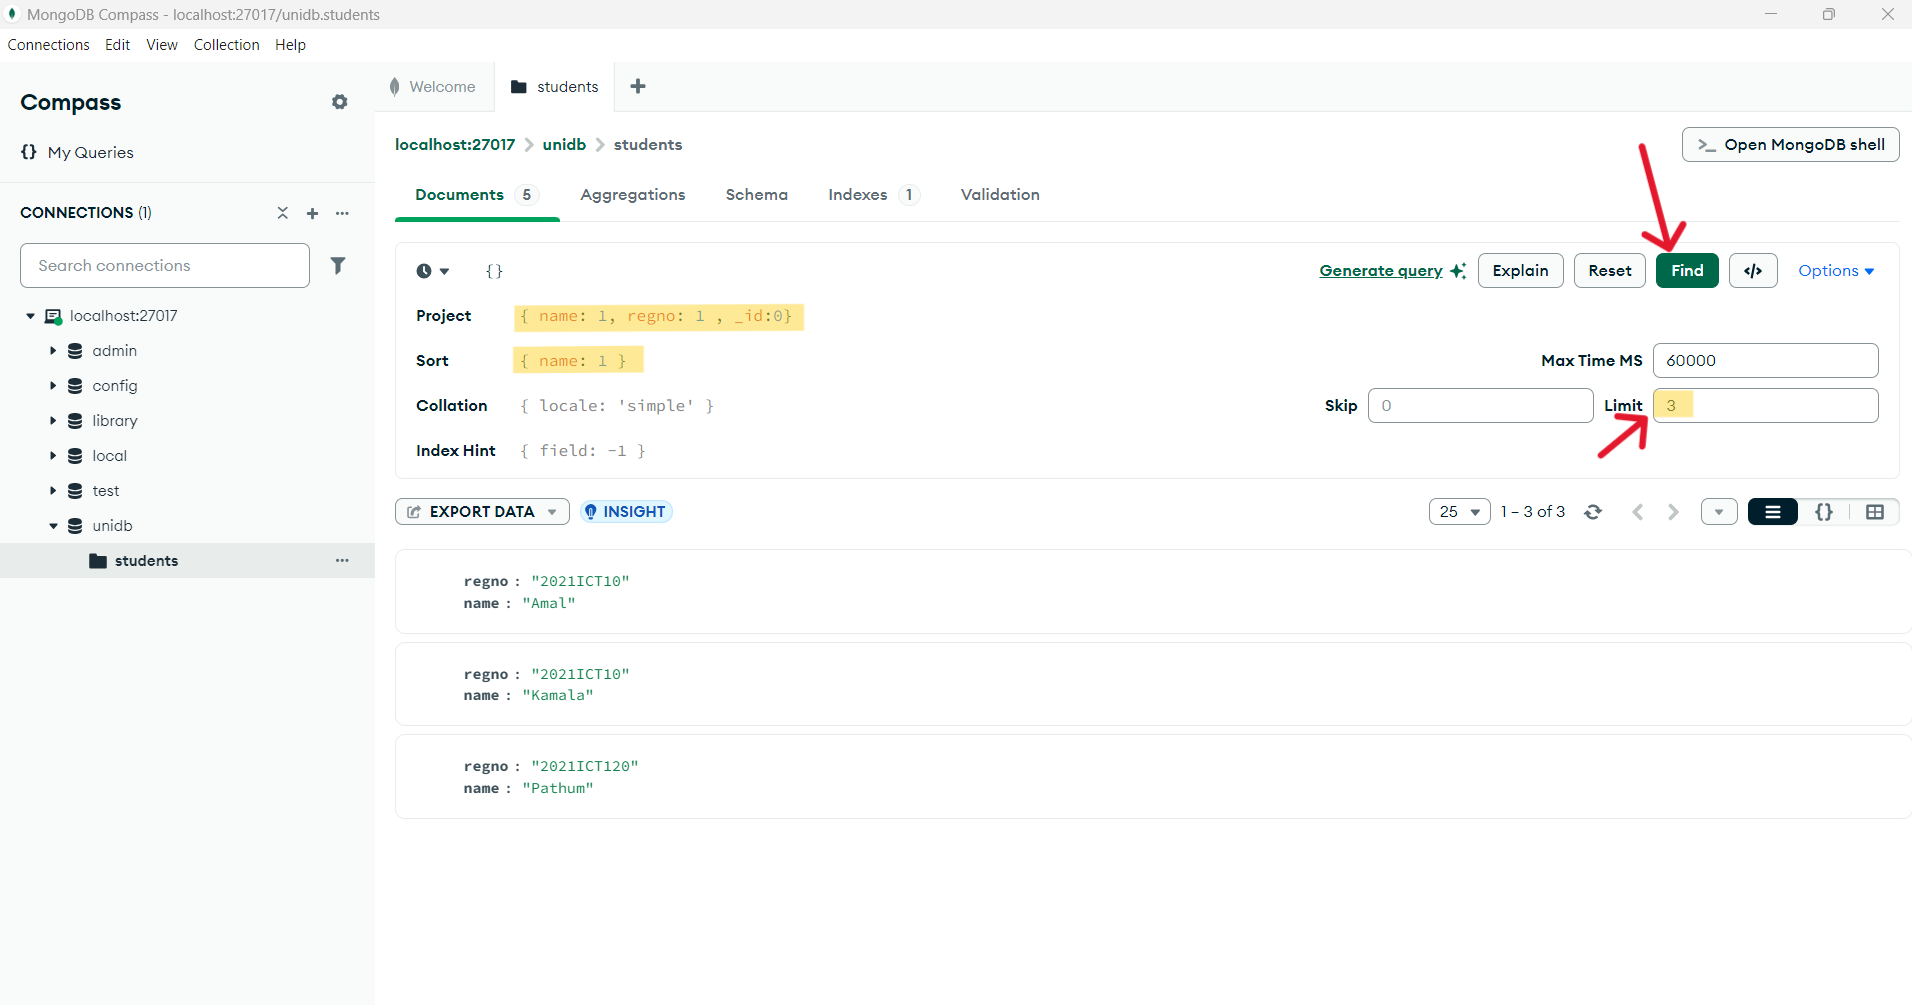 MongoDB Compass - localhost:27017/unidb.students
Connections Edit View Collection Help
Compass
{} My Queries
CONNECTIONS (1)
Search connections
localhost:27017
admin
config
library
local
test
unidb
students
Welcome students
localhost:27017 > unidb > students
>_ Open MongoDB shell
Documents 5 Aggregations Schema Indexes 1 Validation
{} Generate query Explain Reset Find </> Options
Project { name: 1, regno: 1 , _id:0}
Sort { name: 1 } Max Time MS 60000
Collation { locale: 'simple' } Skip 0 Limit 3
Index Hint { field: -1 }
EXPORT DATA INSIGHT 25 1 – 3 of 3 {}
regno : "2021ICT10"
name : "Amal"
regno : "2021ICT10"
name : "Kamala"
regno : "2021ICT120"
name : "Pathum"